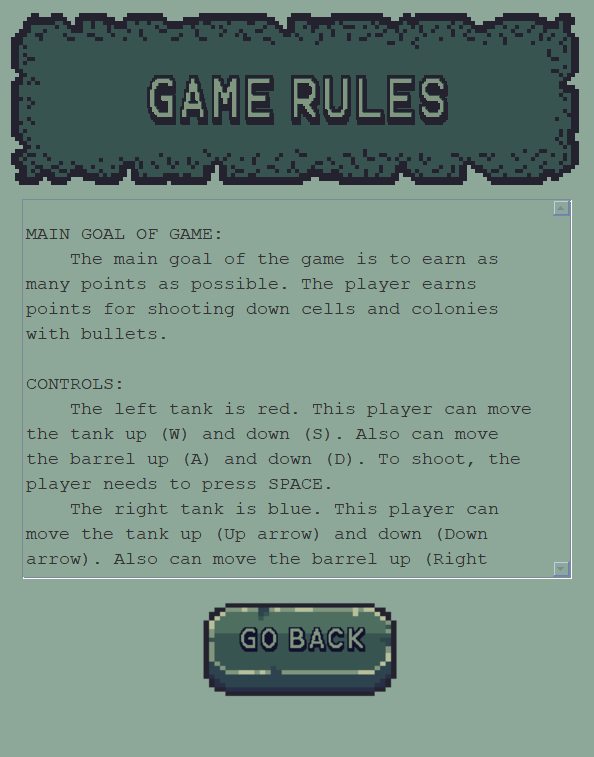 GAME RULES
MAIN GOAL OF GAME:
The main goal of the game is to earn as
many points as possible. The player earns
points for shooting down cells and colonies
with bullets.
CONTROLS:
The left tank is red. This player can move
the tank up (W) and down (S). Also can move
the barrel up (A) and down (D). To shoot, the
player needs to press SPACE.
The right tank is blue. This player can
move the tank up (Up arrow) and down (Down
arrow). Also can move the barrel up (Right
GO BACK